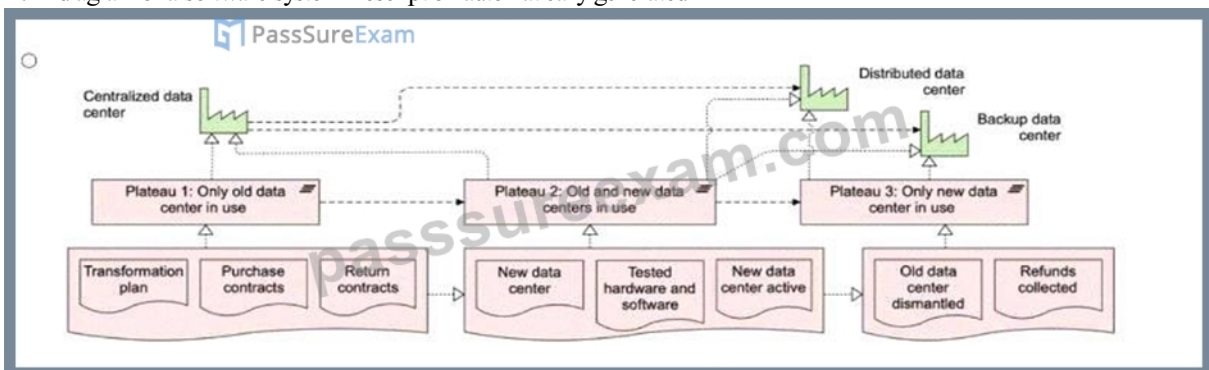 PassSureExam
Centralized data
center
Distributed data
center
Backup data
center
Plateau 1: Only old data
center in use
Plateau 2: Old and new data
centers in use
Plateau 3: Only new data
center in use
Transformation
plan
Purchase
contracts
Return
contracts
New data
center
Tested
hardware and
software
New data
center active
Old data
center
dismantled
Refunds
collected
passsureexam.com